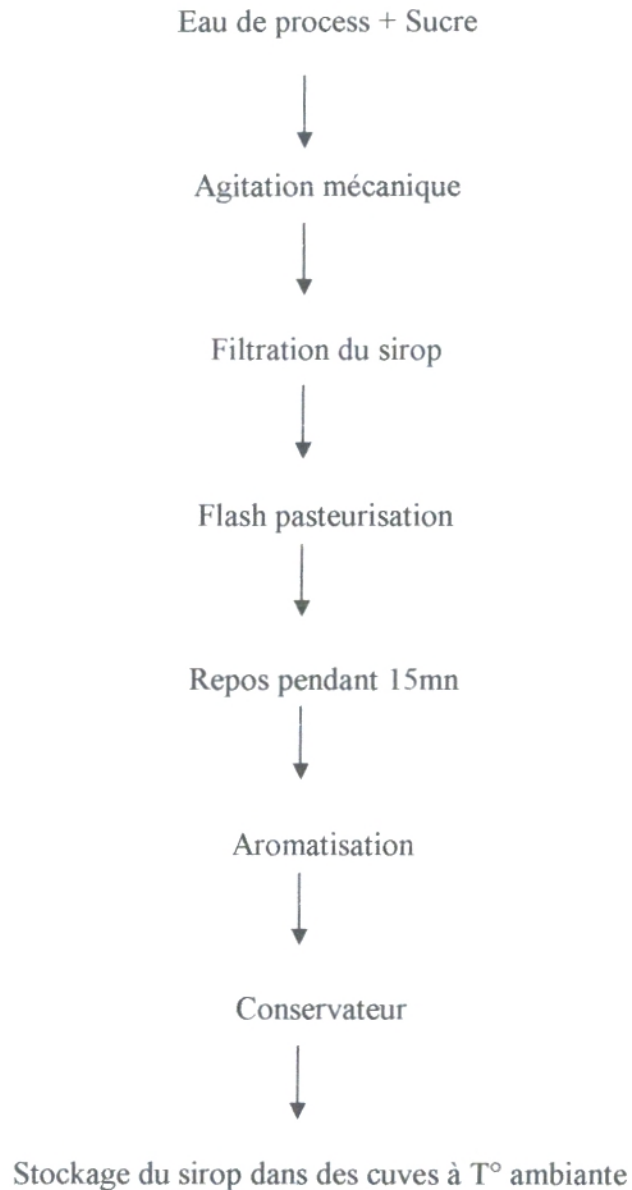 Eau de process + Sucre
Agitation mécanique
Filtration du sirop
Flash pasteurisation
Repos pendant 15mn
Aromatisation
Conservateur
Stockage du sirop dans des cuves à T° ambiante